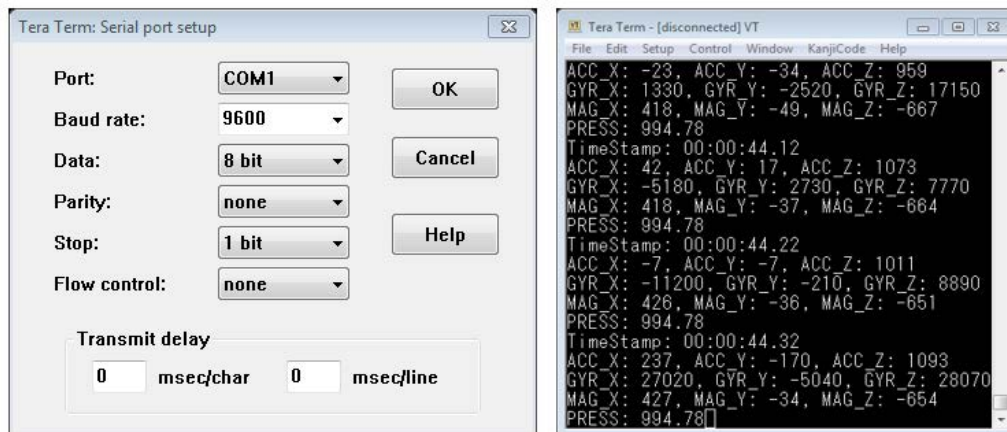 Tera Term: Serial port setup
Port: COM1 OK
Baud rate: 9600
Data: 8 bit Cancel
Parity: none
Stop: 1 bit Help
Flow control: none
Transmit delay
0 msec/char 0 msec/line
Tera Term - [disconnected] VT
File Edit Setup Control Window KanjiCode Help
ACC_X: -23, ACC_Y: -34, ACC_Z: 959
GYR_X: 1330, GYR_Y: -2520, GYR_Z: 17150
MAG_X: 418, MAG_Y: -49, MAG_Z: -667
PRESS: 994.78
TimeStamp: 00:00:44.12
ACC_X: 42, ACC_Y: 17, ACC_Z: 1073
GYR_X: -5180, GYR_Y: 2730, GYR_Z: 7770
MAG_X: 418, MAG_Y: -37, MAG_Z: -664
PRESS: 994.78
TimeStamp: 00:00:44.22
ACC_X: -7, ACC_Y: -7, ACC_Z: 1011
GYR_X: -11200, GYR_Y: -210, GYR_Z: 8890
MAG_X: 426, MAG_Y: -36, MAG_Z: -651
PRESS: 994.78
TimeStamp: 00:00:44.32
ACC_X: 237, ACC_Y: -170, ACC_Z: 1093
GYR_X: 27020, GYR_Y: -5040, GYR_Z: 28070
MAG_X: 427, MAG_Y: -34, MAG_Z: -654
PRESS: 994.78